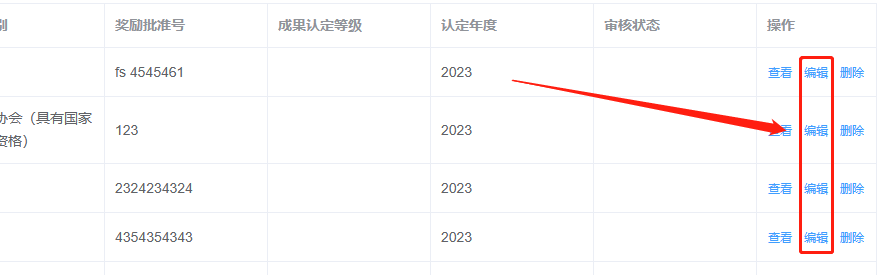 别 奖励批准号 成果认定等级 认定年度 审核状态 操作
fs 4545461 2023 查看 编辑 删除
协会（具有国家
资格）
123 2023 查看 编辑 删除
2324234324 2023 查看 编辑 删除
4354354343 2023 查看 编辑 删除